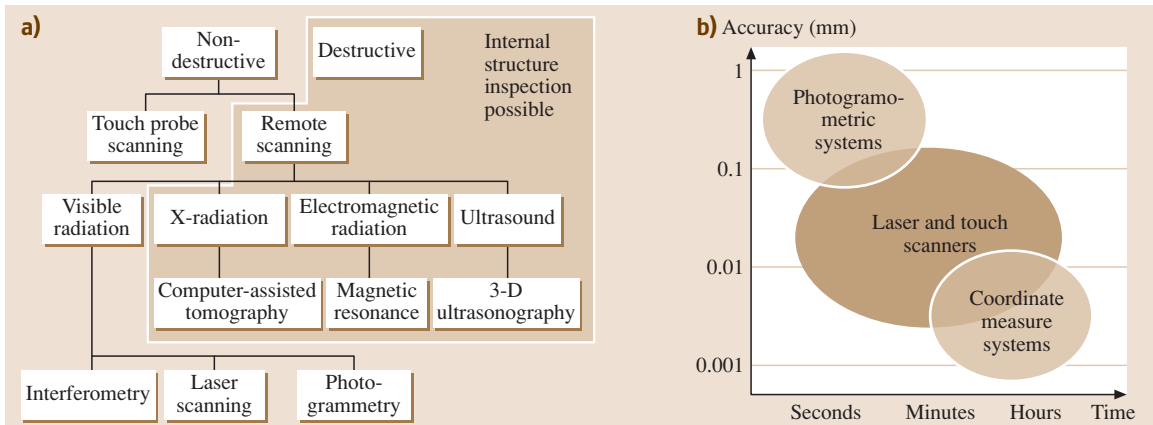 a)
Non-
destructive
Destructive
Internal
structure
inspection
possible
Touch probe
scanning
Remote
scanning
Visible
radiation
X-radiation
Electromagnetic
radiation
Ultrasound
Computer-assisted
tomography
Magnetic
resonance
3-D
ultrasonography
Interferometry
Laser
scanning
Photo-
grammetry
b) Accuracy (mm)
1
0.1
0.01
0.001
Photogramo-
metric
systems
Laser and touch
scanners
Coordinate
measure
systems
Seconds Minutes Hours Time